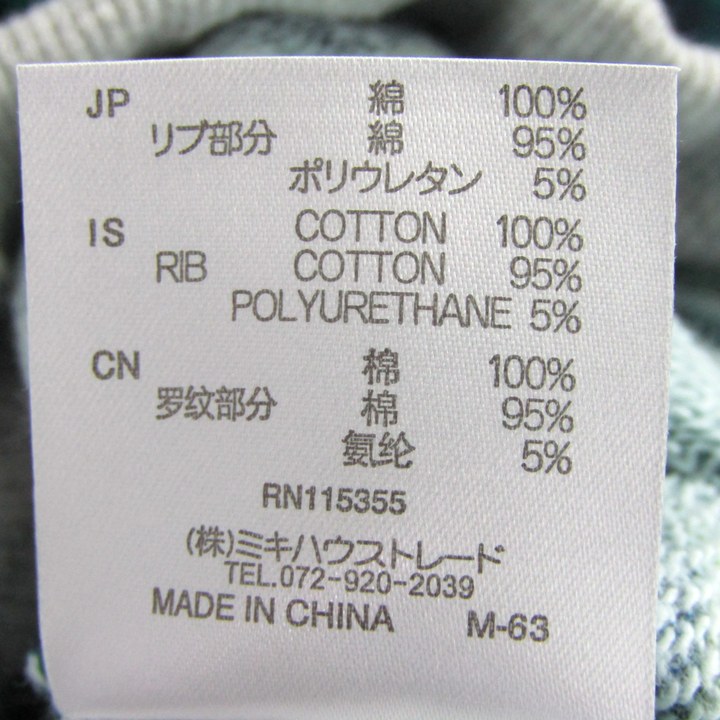 JP 綿 100%
リブ部分 綿 95%
ポリウレタン 5%
IS COTTON 100%
RIB COTTON 95%
POLYURETHANE 5%
CN 棉 100%
罗纹部分 棉 95%
氨纶 5%
RN115355
(株)ミキハウストレード
TEL.072-920-2039
MADE IN CHINA M-63